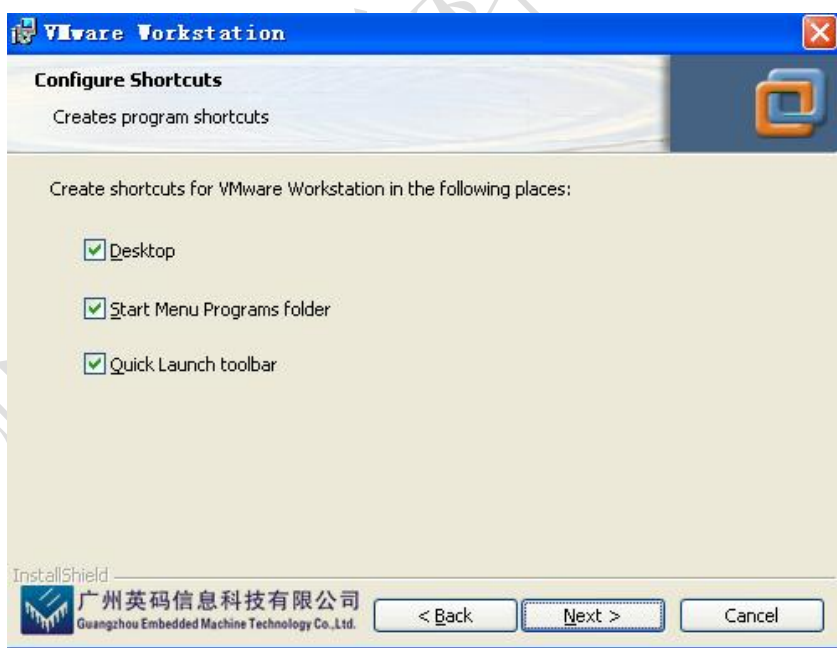 VMware Workstation
Configure Shortcuts
Creates program shortcuts
Create shortcuts for VMware Workstation in the following places:
Desktop
Start Menu Programs folder
Quick Launch toolbar
InstallShield
广州英码信息科技有限公司
Guangzhou Embedded Machine Technology Co.,Ltd.
< Back
Next >
Cancel